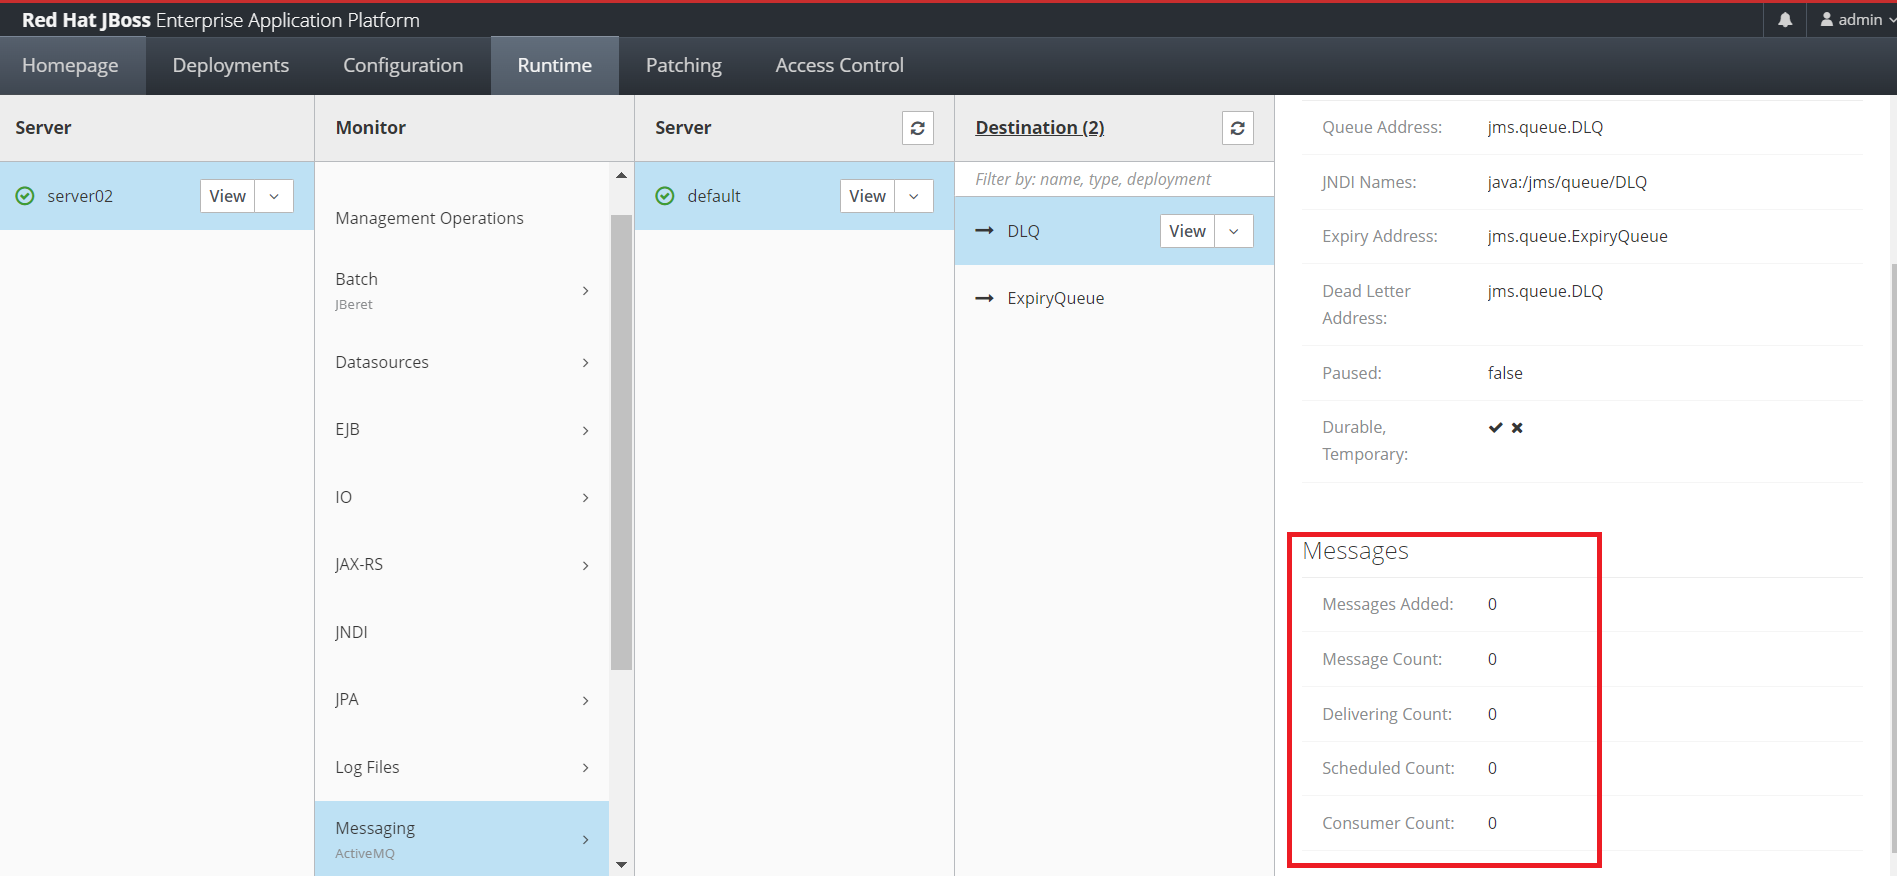 Red Hat JBoss Enterprise Application Platform
admin
Homepage
Deployments
Configuration
Runtime
Patching
Access Control
Server
server02
View
Monitor
Management Operations
Batch
JBeret
Datasources
EJB
IO
JAX-RS
JNDI
JPA
Log Files
Messaging
ActiveMQ
Server
default
View
Destination (2)
Filter by: name, type, deployment
DLQ
View
ExpiryQueue
Queue Address: jms.queue.DLQ
JNDI Names: java:/jms/queue/DLQ
Expiry Address: jms.queue.ExpiryQueue
Dead Letter jms.queue.DLQ
Address:
Paused: false
Durable,
Temporary:
Messages
Messages Added: 0
Message Count: 0
Delivering Count: 0
Scheduled Count: 0
Consumer Count: 0